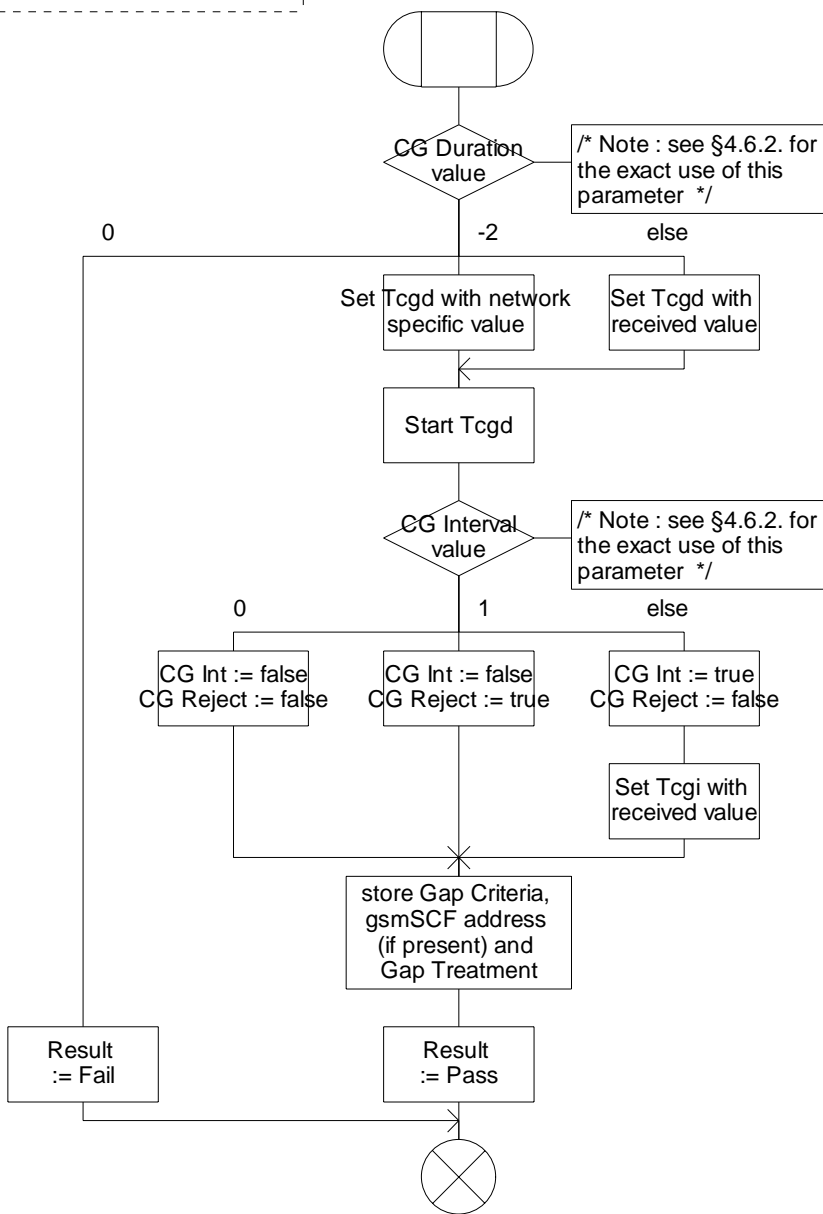 CG Duration
value
/* Note : see §4.6.2. for
the exact use of this
parameter */
0
-2
else
Set Tcgd with network
specific value
Set Tcgd with
received value
Start Tcgd
CG Interval
value
/* Note : see §4.6.2. for
the exact use of this
parameter */
0
1
else
CG Int := false
CG Reject := false
CG Int := false
CG Reject := true
CG Int := true
CG Reject := false
Set Tcgi with
received value
store Gap Criteria,
gsmSCF address
(if present) and
Gap Treatment
Result
:= Fail
Result
:= Pass